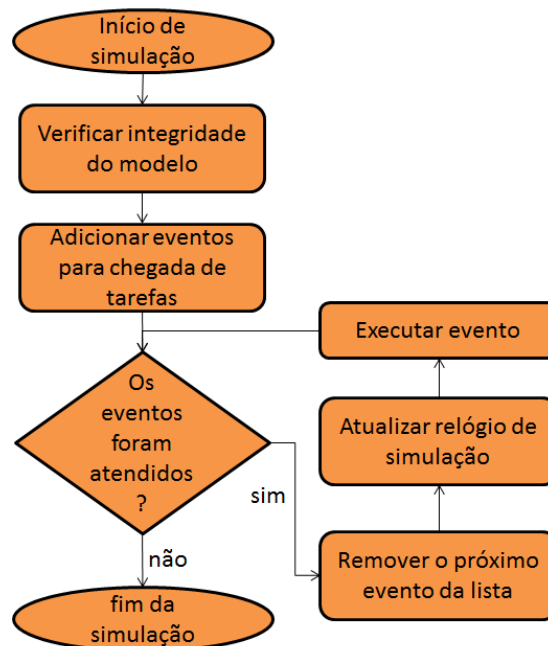 Início de
simulação
Verificar integridade
do modelo
Adicionar eventos
para chegada de
tarefas
Os
eventos
foram
atendidos
?
sim
não
fim da
simulação
Remover o próximo
evento da lista
Atualizar relógio de
simulação
Executar evento